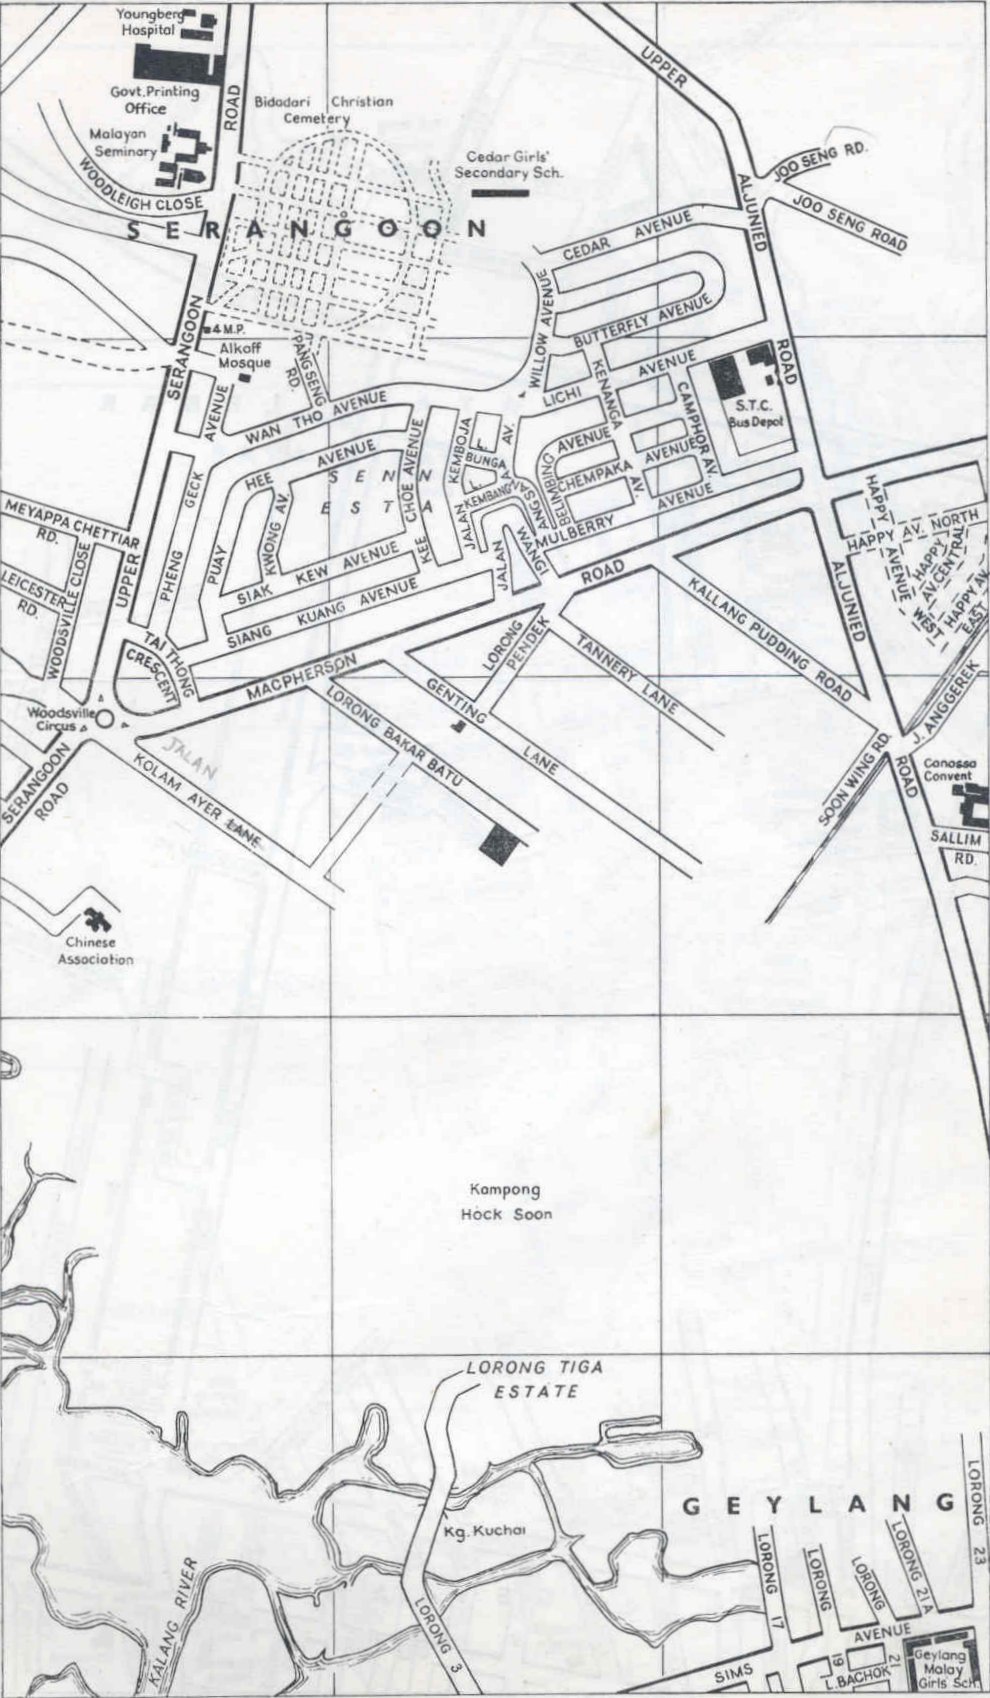 Youngberg
Hospital
Govt. Printing
Office
Malayan
Seminary
WOODLEIGH CLOSE
ROAD
Bidadari Christian
Cemetery
Cedar Girls'
Secondary Sch.
UPPER
ALJUNIED
ROAD
JOO SENG RD.
JOO SENG ROAD
SERANGOON
CEDAR AVENUE
WILLOW AVENUE
BUTTERFLY AVENUE
SERANGOON
4 M.P.
Alkoff
Mosque
PANG SENG
RD.
AVENUE
WAN THO AVENUE
LICHI AVENUE
KENANGA
AV.
CAMPHOR AV.
S.T.C.
Bus Depot
HEE AVENUE
SENN
ESTA
CHOE AVENUE
KEE
JALAN KEMBOJA
BUNGA
KEMBANG
ANGSANA AV.
BELIMBING AVENUE
CHEMPAKA AVENUE
MULBERRY AVENUE
GECK
PHENG
PUAY
KWONG AV.
SIAK KEW AVENUE
SIANG KUANG AVENUE
JALAN
WANGI
MEYAPPA CHETTIAR
RD.
LEICESTER
RD.
WOODSVILLE CLOSE
UPPER
TAI THONG
CRESCENT
MACPHERSON ROAD
HAPPY AV. NORTH
HAPPY
AVENUE
WEST
HAPPY
AV. CENTRAL
HAPPY AV.
EAST
ALJUNIED
ROAD
KALLANG PUDDING ROAD
LORONG
PENDEK
TANNERY LANE
GENTING LANE
LORONG BAKAR BATU
Woodsville
Circus
SERANGOON
ROAD
JALAN
KOLAM AYER LANE
J. ANGGEREK
SOON WING RD.
Canossa
Convent
SALLIM
RD.
Chinese
Association
Kampong
Hock Soon
LORONG TIGA
ESTATE
Kg. Kuchai
GEYLANG
KALANG RIVER
LORONG 3
LORONG 17
LORONG
19
LORONG
21
LORONG 21A
LORONG 23
SIMS AVENUE
L. BACHOK
Geylang
Malay
Girls Sch.